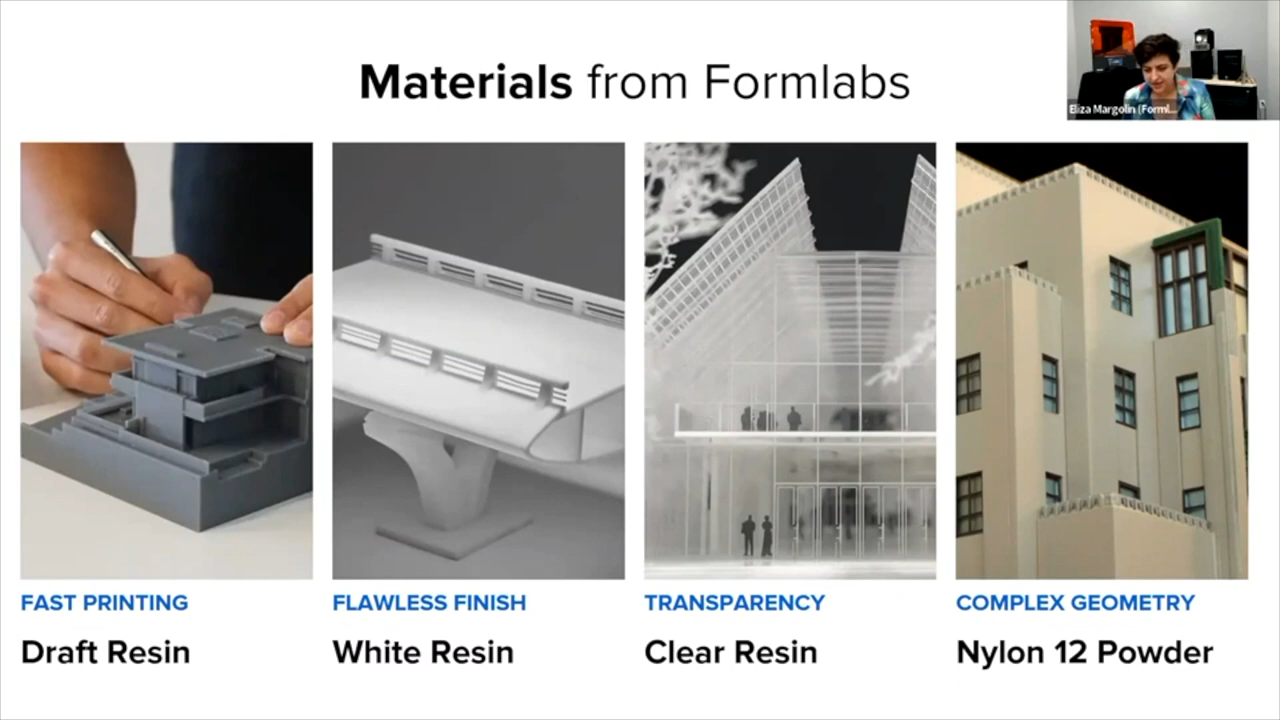 Materials from Formlabs
Eliza Margolin (Forml...
FAST PRINTING
Draft Resin
FLAWLESS FINISH
White Resin
TRANSPARENCY
Clear Resin
COMPLEX GEOMETRY
Nylon 12 Powder